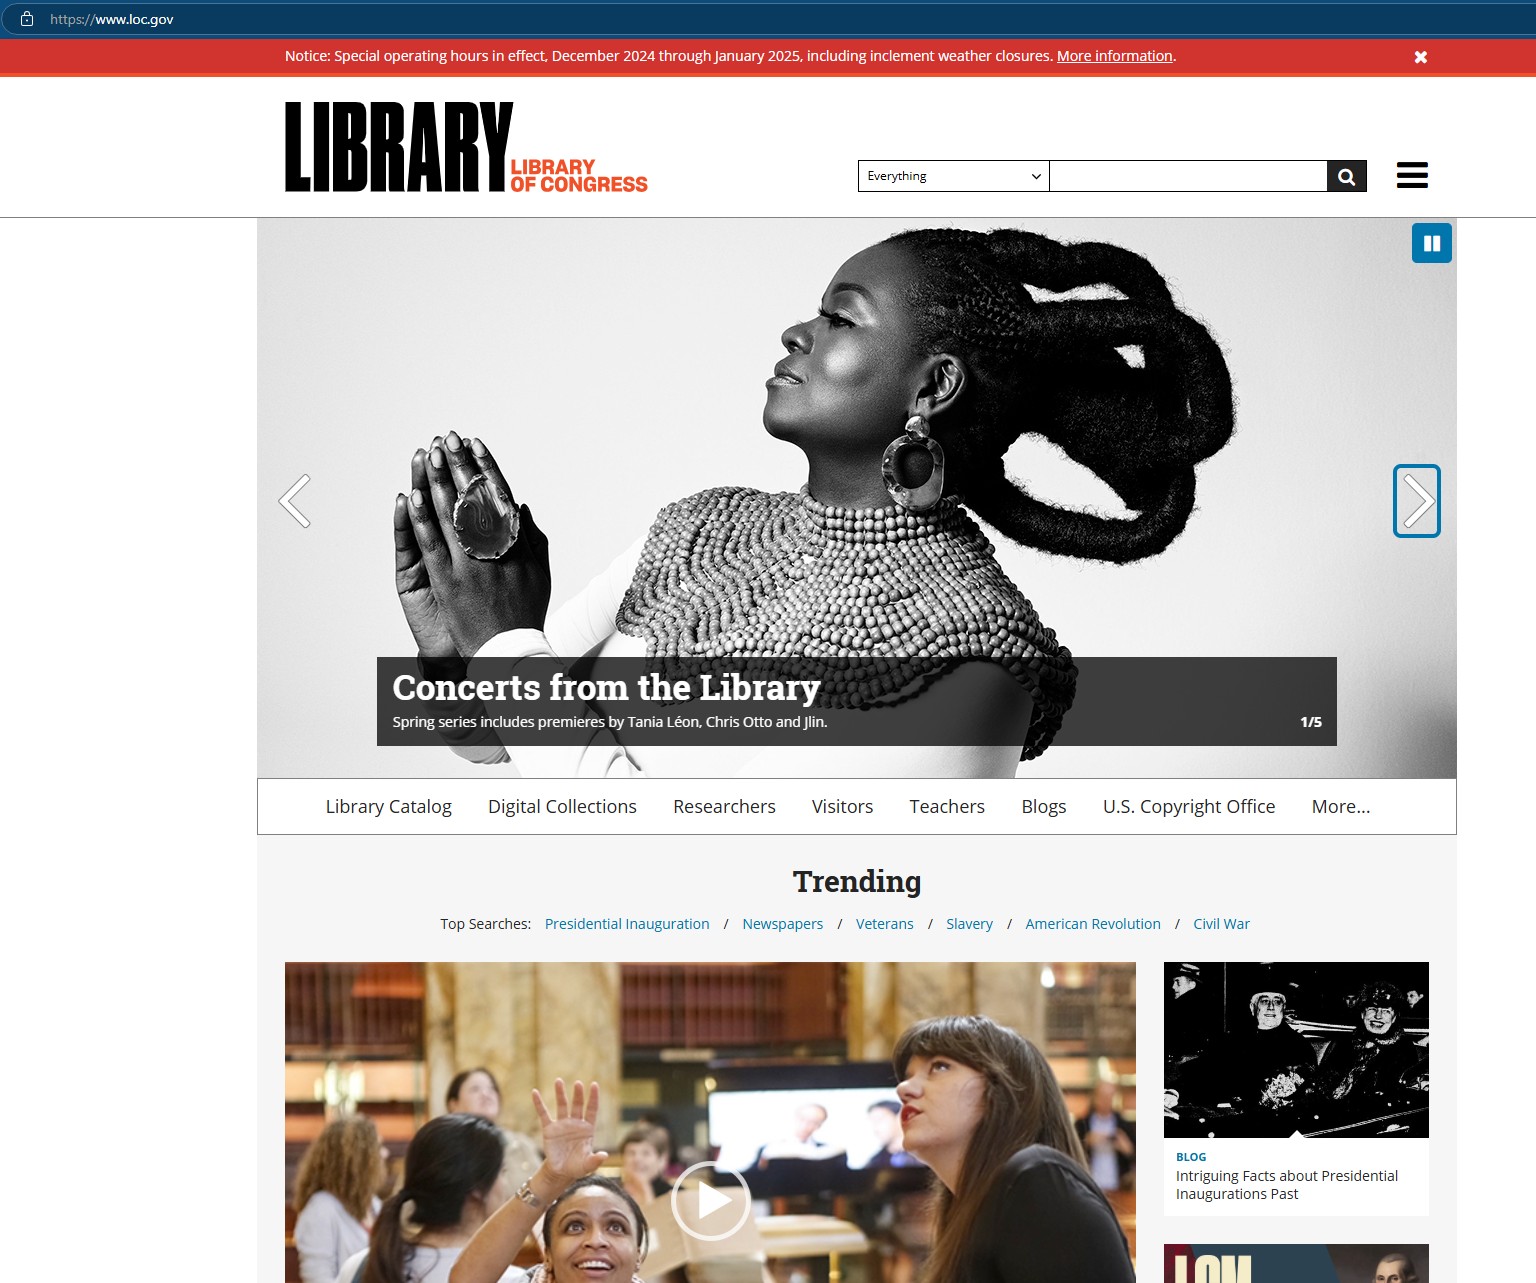 https://www.loc.gov
Notice: Special operating hours in effect, December 2024 through January 2025, including inclement weather closures. More information.
LIBRARY
LIBRARY
OF CONGRESS
Everything
Concerts from the Library
Spring series includes premieres by Tania Léon, Chris Otto and Jlin.
1/5
Library Catalog Digital Collections Researchers Visitors Teachers Blogs U.S. Copyright Office More...
Trending
Top Searches: Presidential Inauguration / Newspapers / Veterans / Slavery / American Revolution / Civil War
BLOG
Intriguing Facts about Presidential
Inaugurations Past